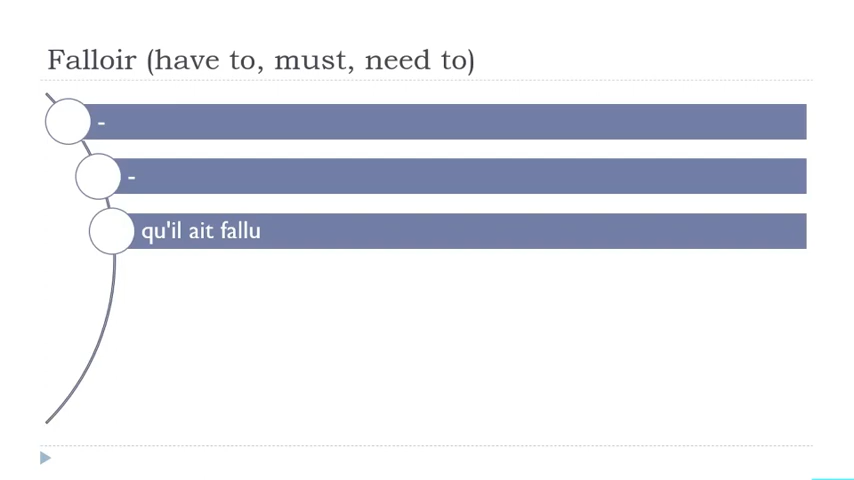 Falloir (have to, must, need to)
-
-
qu'il ait fallu